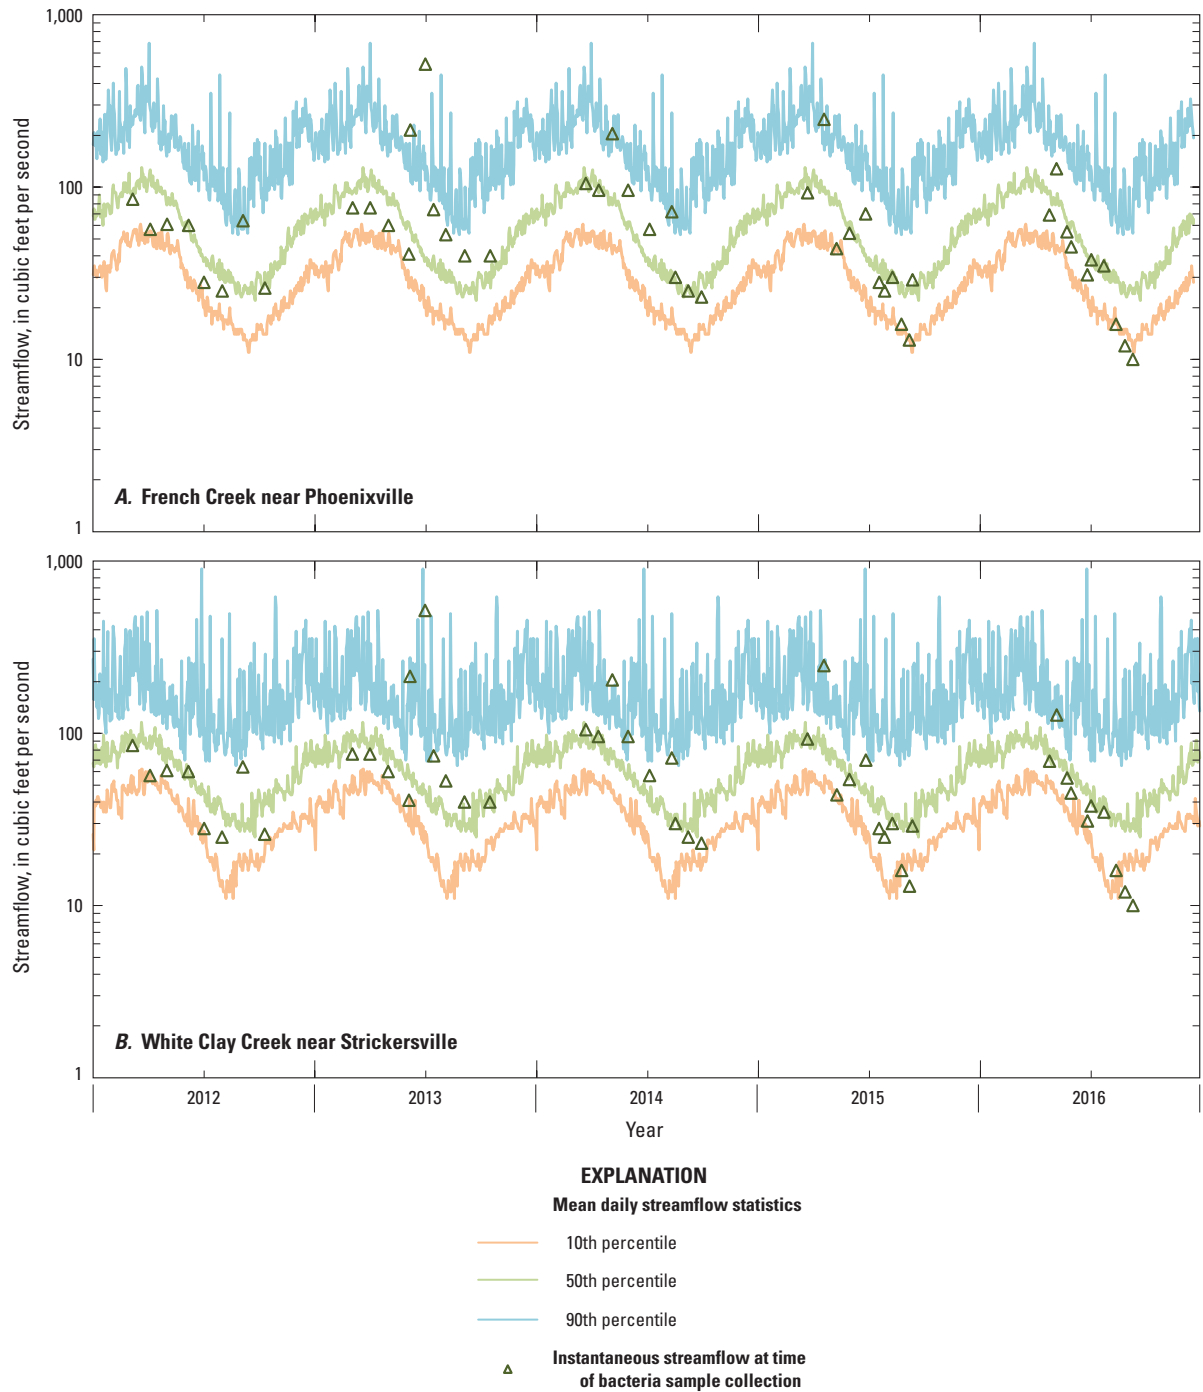 1,000
100
10
1
Streamflow, in cubic feet per second
A. French Creek near Phoenixville
1,000
100
10
1
Streamflow, in cubic feet per second
B. White Clay Creek near Strickersville
2012 2013 2014 2015 2016
Year
EXPLANATION
Mean daily streamflow statistics
10th percentile
50th percentile
90th percentile
Instantaneous streamflow at time
of bacteria sample collection